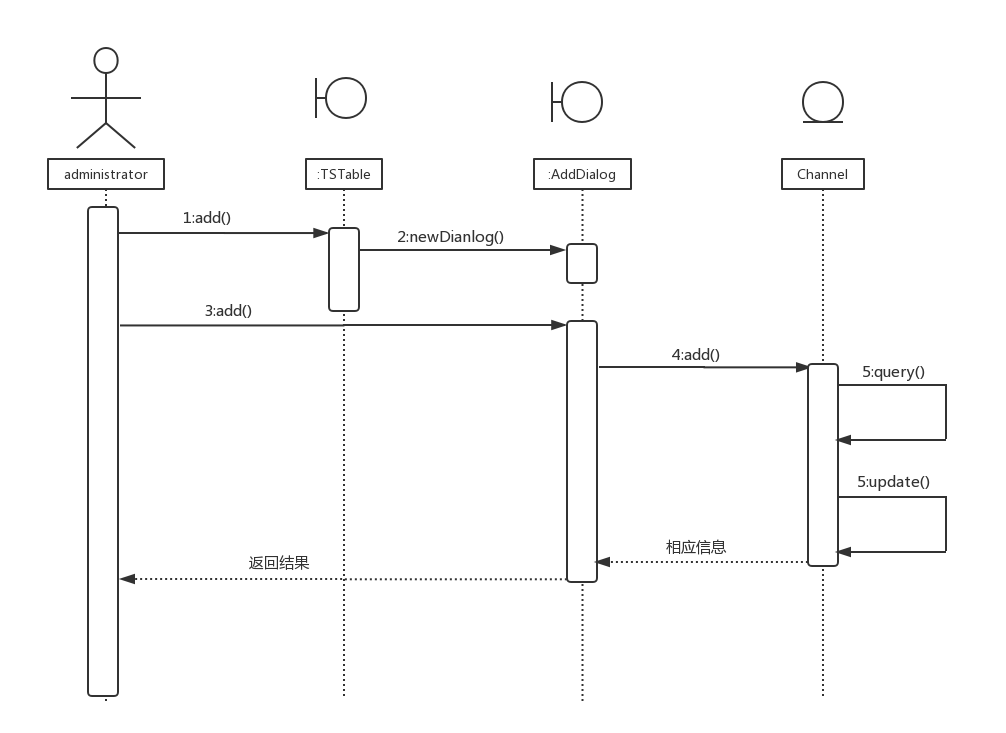 administrator
:TSTable
:AddDialog
Channel
1:add()
2:newDianlog()
3:add()
4:add()
5:query()
5:update()
相应信息
返回结果